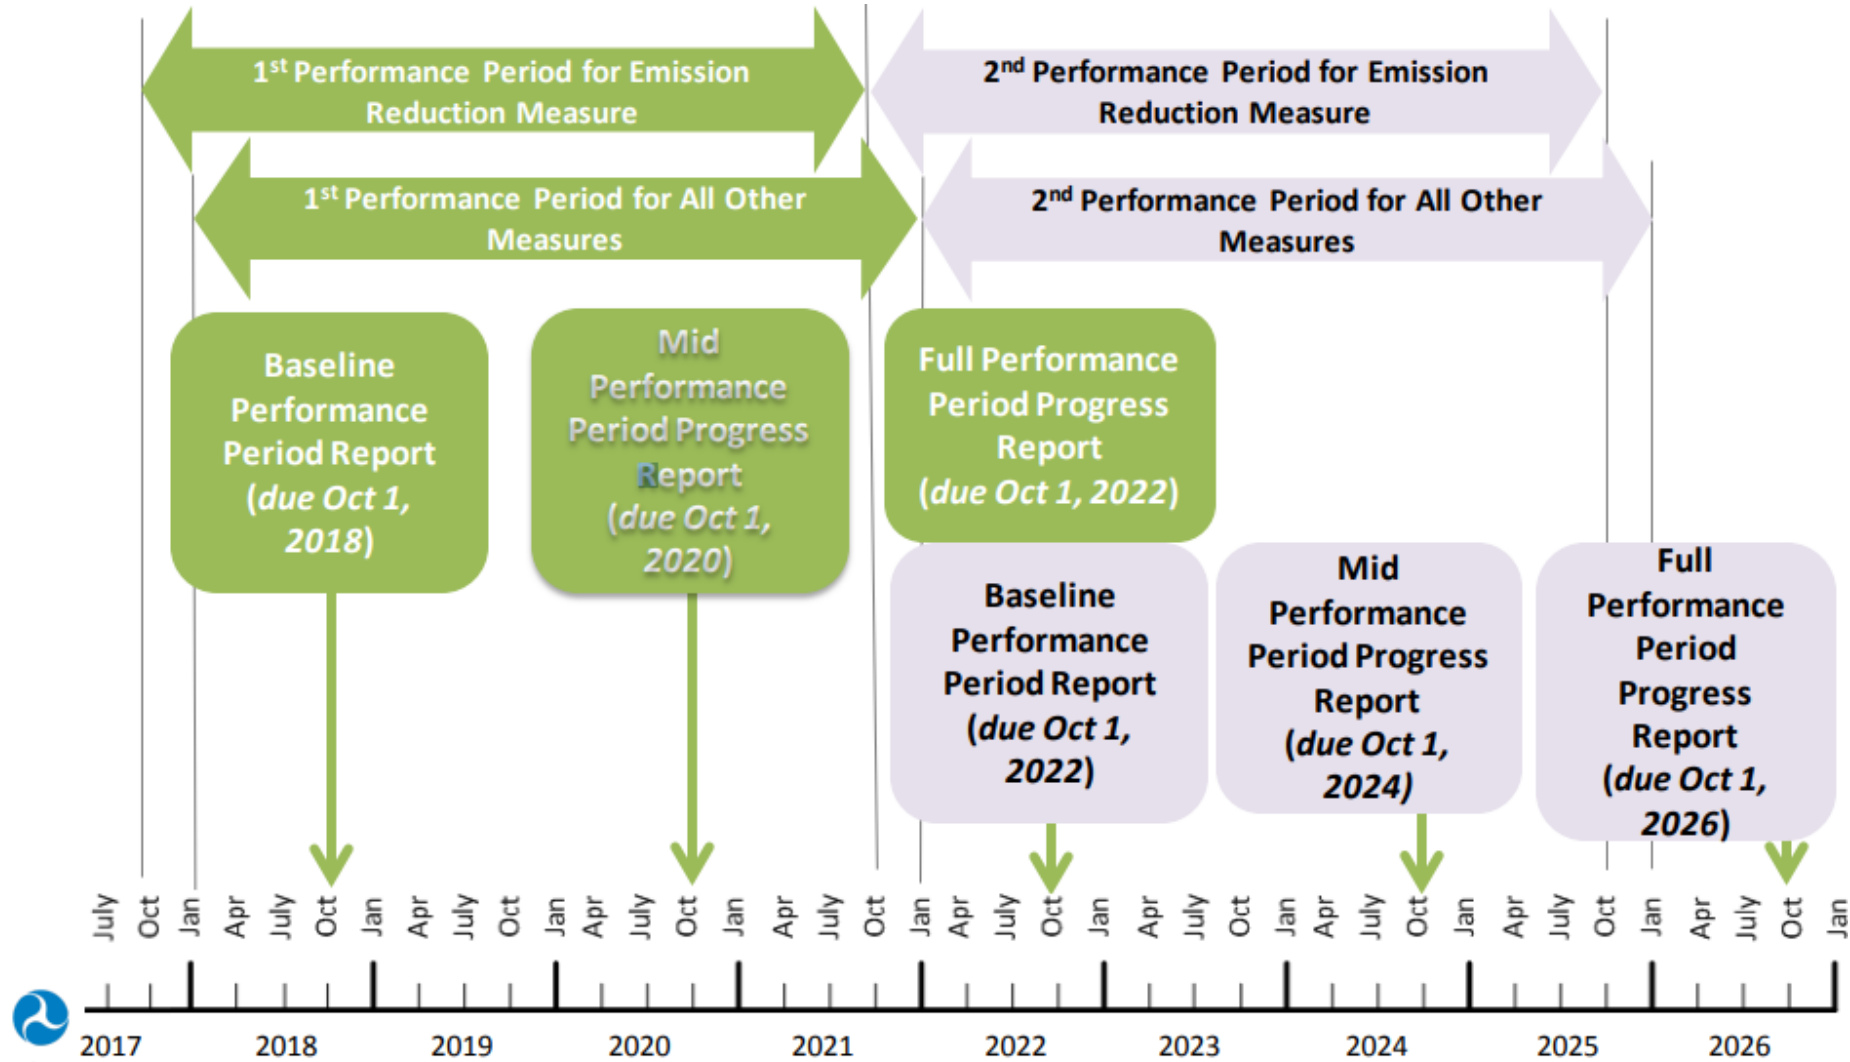 1st Performance Period for Emission
Reduction Measure
2nd Performance Period for Emission
Reduction Measure
1st Performance Period for All Other
Measures
2nd Performance Period for All Other
Measures
Baseline
Performance
Period Report
(due Oct 1,
2018)
Mid
Performance
Period Progress
Report
(due Oct 1,
2020)
Full Performance
Period Progress
Report
(due Oct 1, 2022)
Baseline
Performance
Period Report
(due Oct 1,
2022)
Mid
Performance
Period Progress
Report
(due Oct 1,
2024)
Full
Performance
Period
Progress
Report
(due Oct 1,
2026)
July Oct Jan Apr July Oct Jan Apr July Oct Jan Apr July Oct Jan Apr July Oct Jan Apr July Oct Jan Apr July Oct Jan Apr July Oct Jan Apr July Oct Jan Apr July Oct Jan
2017 2018 2019 2020 2021 2022 2023 2024 2025 2026